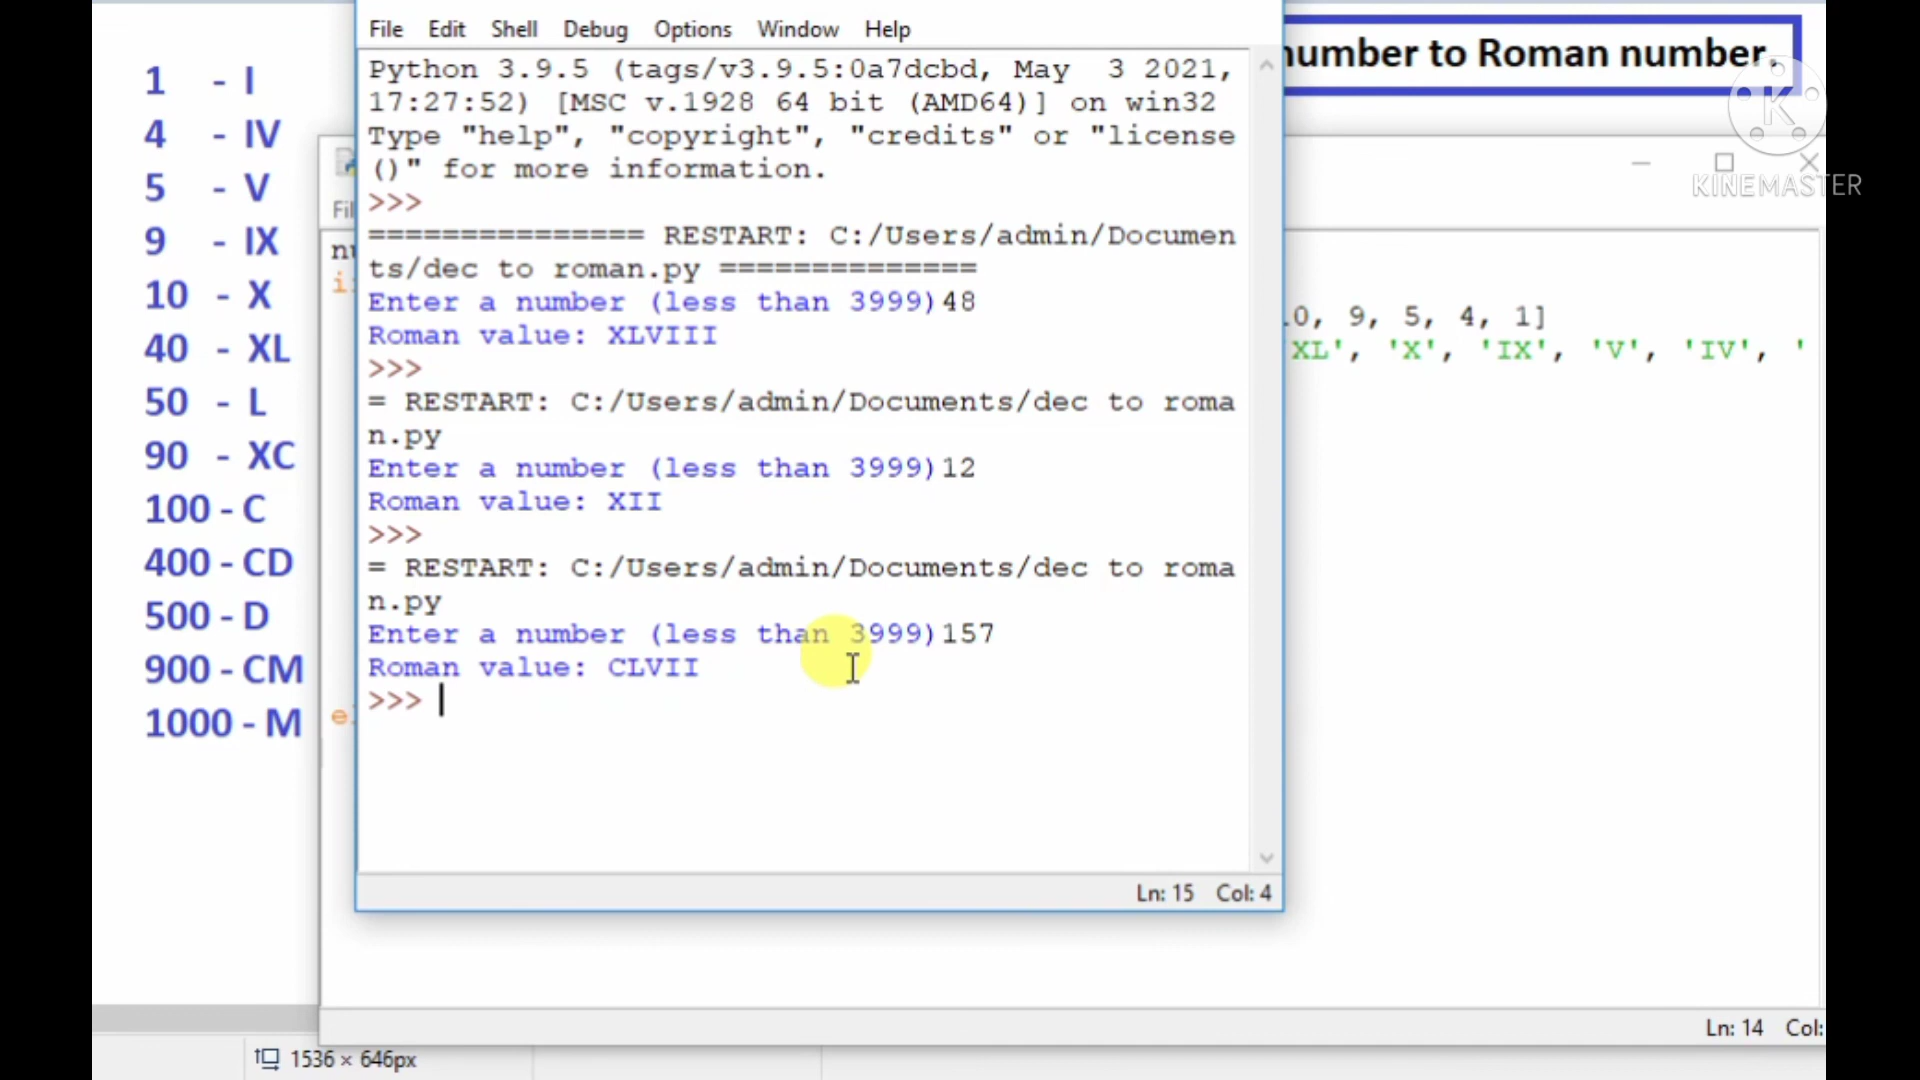 number to Roman number.
KINEMASTER
1 - I
4 - IV
5 - V
9 - IX
10 - X
40 - XL
50 - L
90 - XC
100 - C
400 - CD
500 - D
900 - CM
1000 - M
File Edit Shell Debug Options Window Help
Python 3.9.5 (tags/v3.9.5:0a7dcbd, May  3 2021,
17:27:52) [MSC v.1928 64 bit (AMD64)] on win32
Type "help", "copyright", "credits" or "license
()" for more information.
>>>
=============== RESTART: C:/Users/admin/Documen
ts/dec to roman.py ==============
Enter a number (less than 3999)48
Roman value: XLVIII
>>>
= RESTART: C:/Users/admin/Documents/dec to roma
n.py
Enter a number (less than 3999)12
Roman value: XII
>>>
= RESTART: C:/Users/admin/Documents/dec to roma
n.py
Enter a number (less than 3999)157
Roman value: CLVII
>>>
Ln: 15 Col: 4
10, 9, 5, 4, 1]
XL', 'X', 'IX', 'V', 'IV', '
Ln: 14 Col:
1536 × 646px